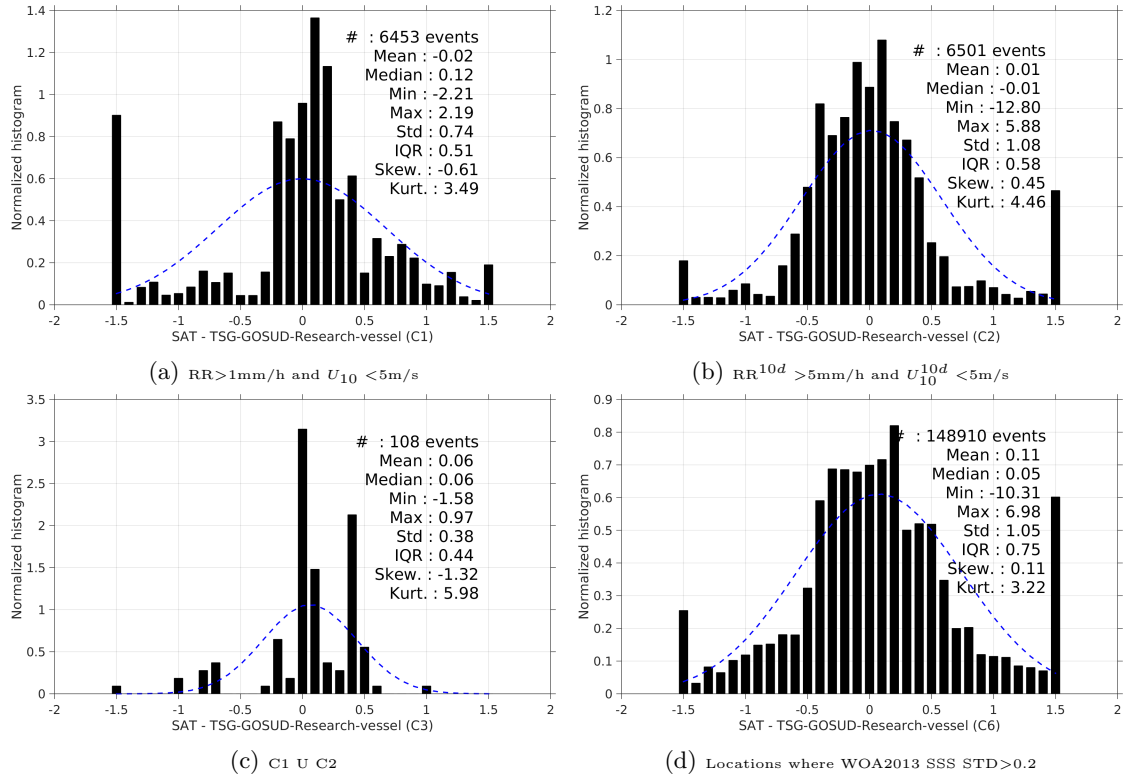 1.4
1.2
1
0.8
0.6
0.4
0.2
0
-2
-1.5
-1
-0.5
0
0.5
1
1.5
2
Normalized histogram
SAT - TSG-GOSUD-Research-vessel (C1)
# : 6453 events
Mean : -0.02
Median : 0.12
Min : -2.21
Max : 2.19
Std : 0.74
IQR : 0.51
Skew. : -0.61
Kurt. : 3.49
(a) RR>1mm/h and U10 <5m/s
1.2
1
0.8
0.6
0.4
0.2
0
-2
-1.5
-1
-0.5
0
0.5
1
1.5
2
Normalized histogram
SAT - TSG-GOSUD-Research-vessel (C2)
# : 6501 events
Mean : 0.01
Median : -0.01
Min : -12.80
Max : 5.88
Std : 1.08
IQR : 0.58
Skew. : 0.45
Kurt. : 4.46
(b) RR10d >5mm/h and U10d10 <5m/s
3.5
3
2.5
2
1.5
1
0.5
0
-2
-1.5
-1
-0.5
0
0.5
1
1.5
2
Normalized histogram
SAT - TSG-GOSUD-Research-vessel (C3)
# : 108 events
Mean : 0.06
Median : 0.06
Min : -1.58
Max : 0.97
Std : 0.38
IQR : 0.44
Skew. : -1.32
Kurt. : 5.98
(c) C1 U C2
0.9
0.8
0.7
0.6
0.5
0.4
0.3
0.2
0.1
0
-2
-1.5
-1
-0.5
0
0.5
1
1.5
2
Normalized histogram
SAT - TSG-GOSUD-Research-vessel (C6)
# : 148910 events
Mean : 0.11
Median : 0.05
Min : -10.31
Max : 6.98
Std : 1.05
IQR : 0.75
Skew. : 0.11
Kurt. : 3.22
(d) Locations where WOA2013 SSS STD>0.2